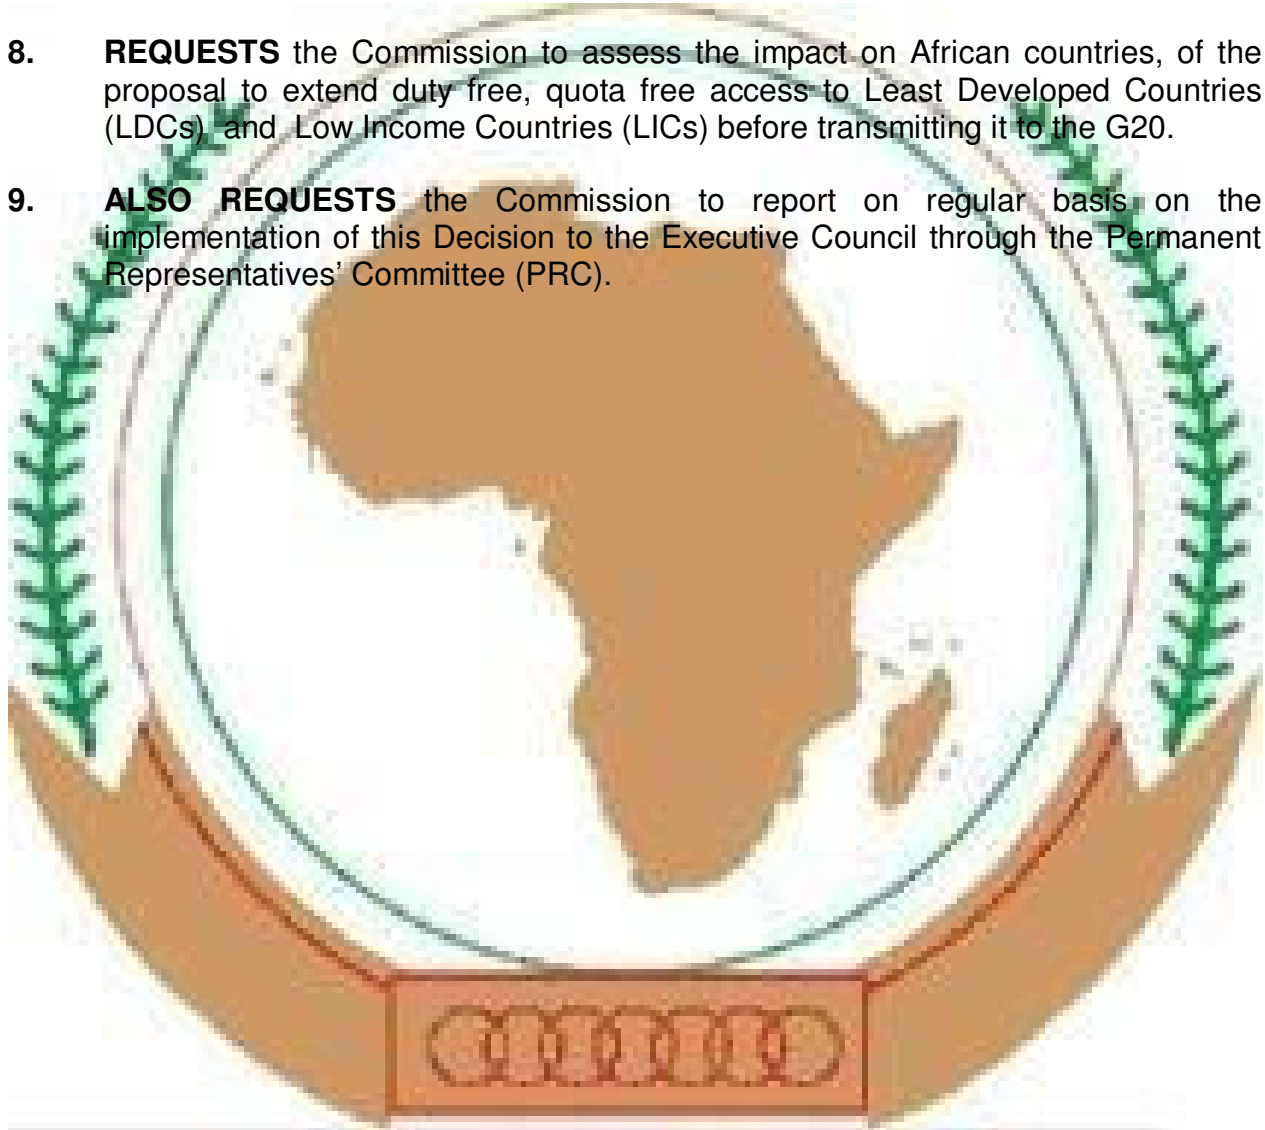 8. REQUESTS the Commission to assess the impact on African countries, of the
proposal to extend duty free, quota free access to Least Developed Countries
(LDCs) and Low Income Countries (LICs) before transmitting it to the G20.
9. ALSO REQUESTS the Commission to report on regular basis on the
implementation of this Decision to the Executive Council through the Permanent
Representatives’ Committee (PRC).